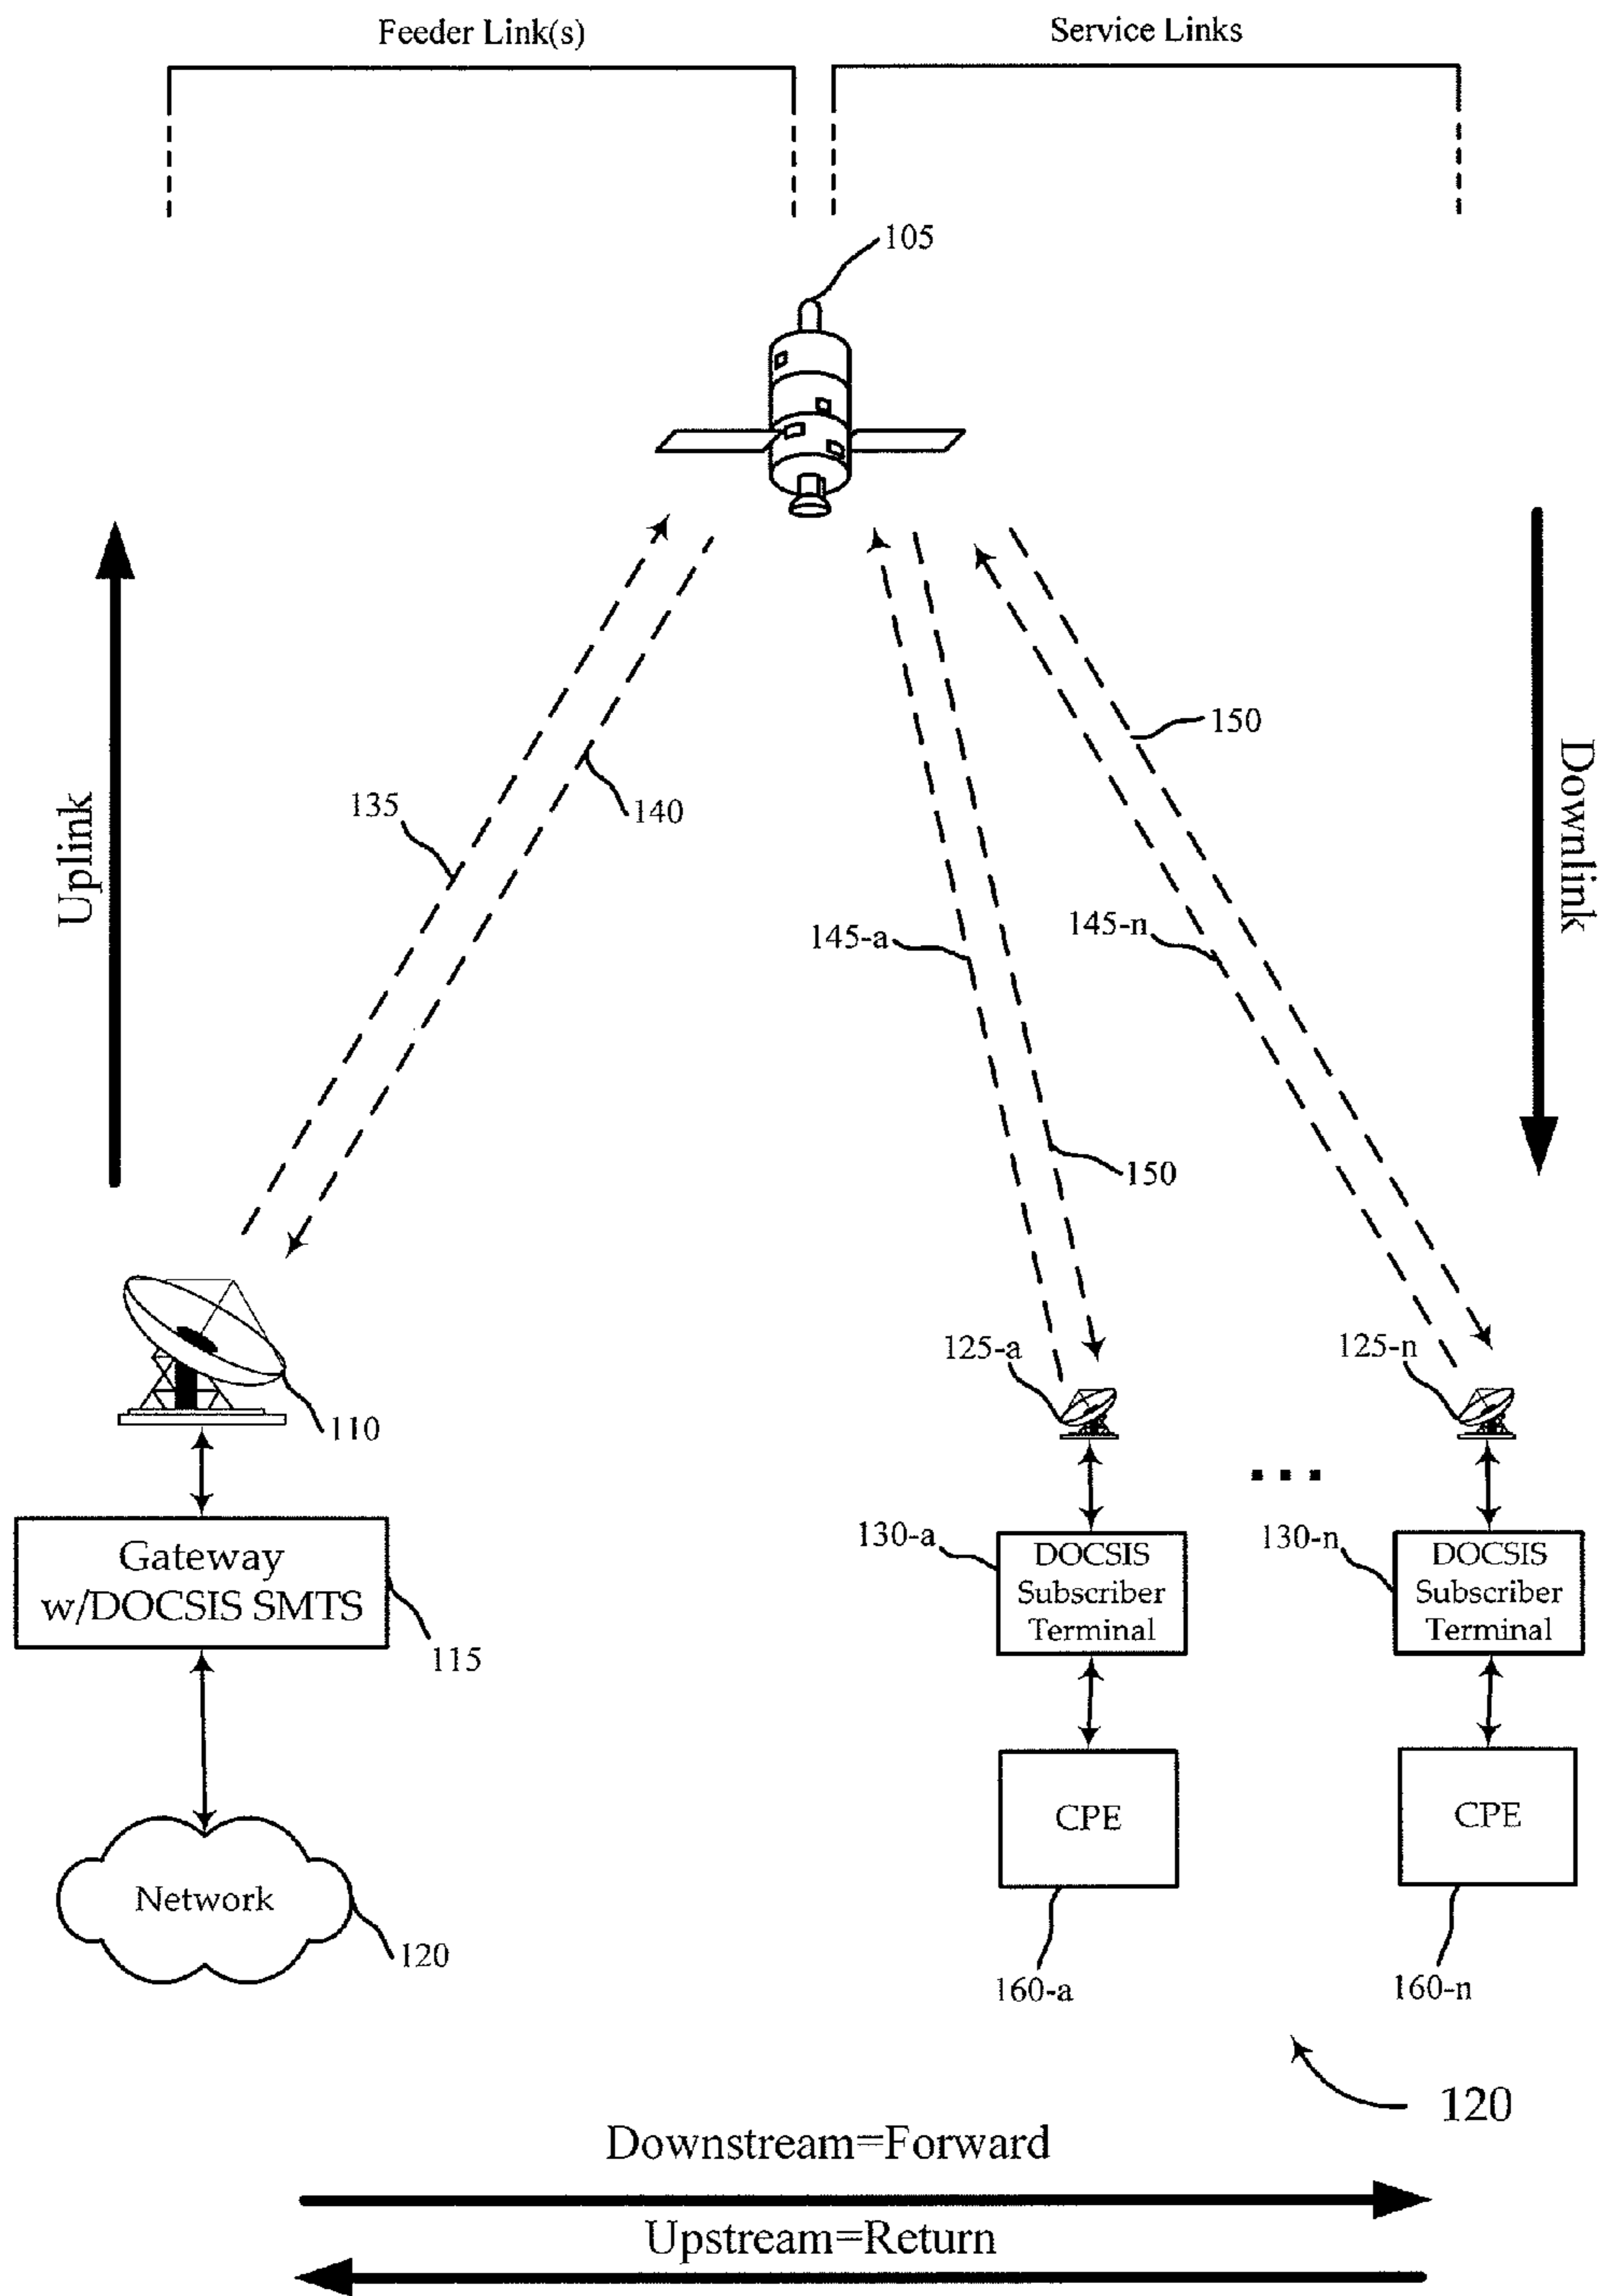 Feeder Link(s)
Service Links
105
150
Uplink
135
140
Downlink
145-a
145-n
150
125-a
125-n
110
...
Gateway
w/DOCSIS SMTS
115
130-a
DOCSIS
Subscriber
Terminal
130-n
DOCSIS
Subscriber
Terminal
CPE
CPE
Network
120
160-a
160-n
120
Downstream=Forward
Upstream=Return